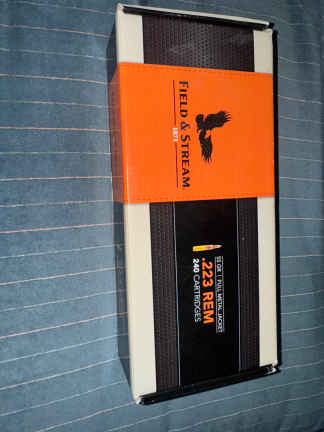 FIELD & STREAM
1871
55 GR | FULL METAL JACKET
.223 REM
240 CARTRIDGES